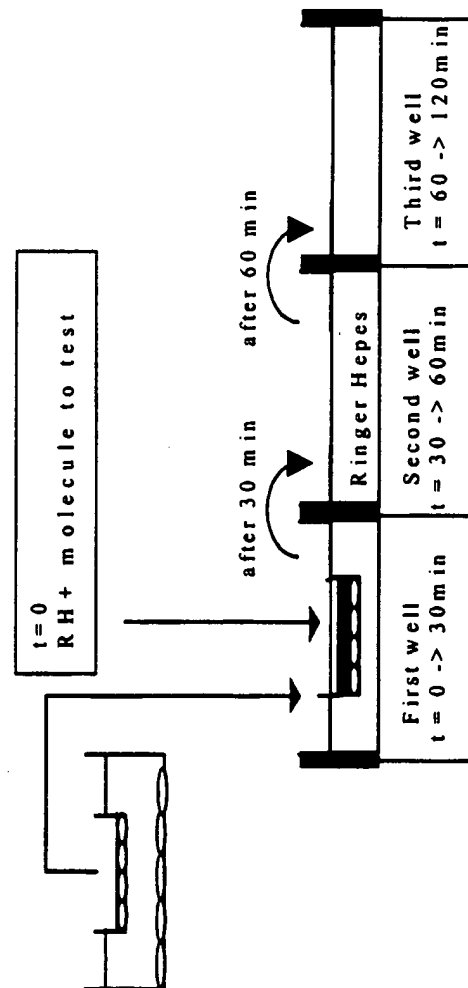 t=0
RH+ molecule to test
after 30 min
after 60 min
Ringer Hepes
First well
t = 0 -> 30min
Second well
t = 30 -> 60min
Third well
t = 60 -> 120min